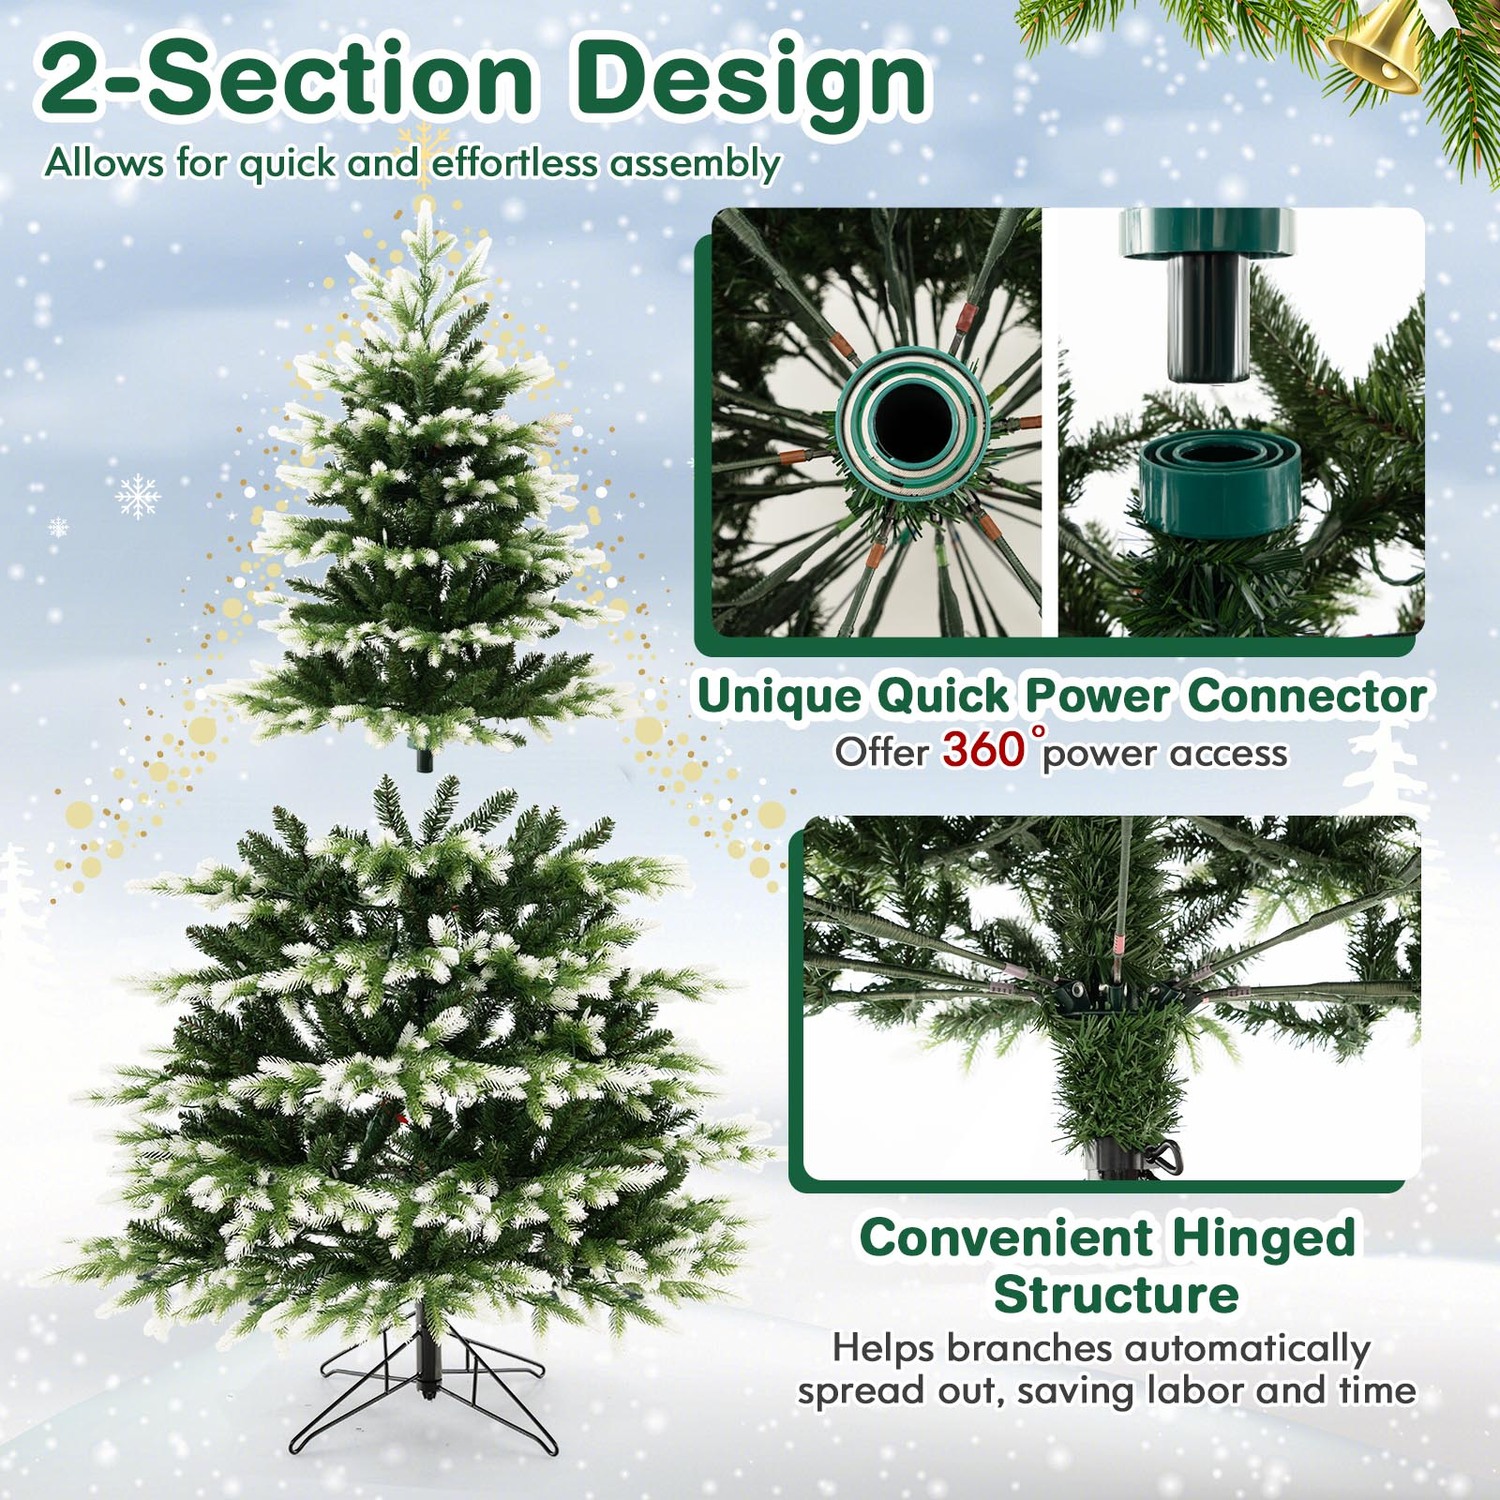 2-Section Design
Allows for quick and effortless assembly
Unique Quick Power Connector
Offer 360° power access
Convenient Hinged
Structure
Helps branches automatically
spread out, saving labor and time